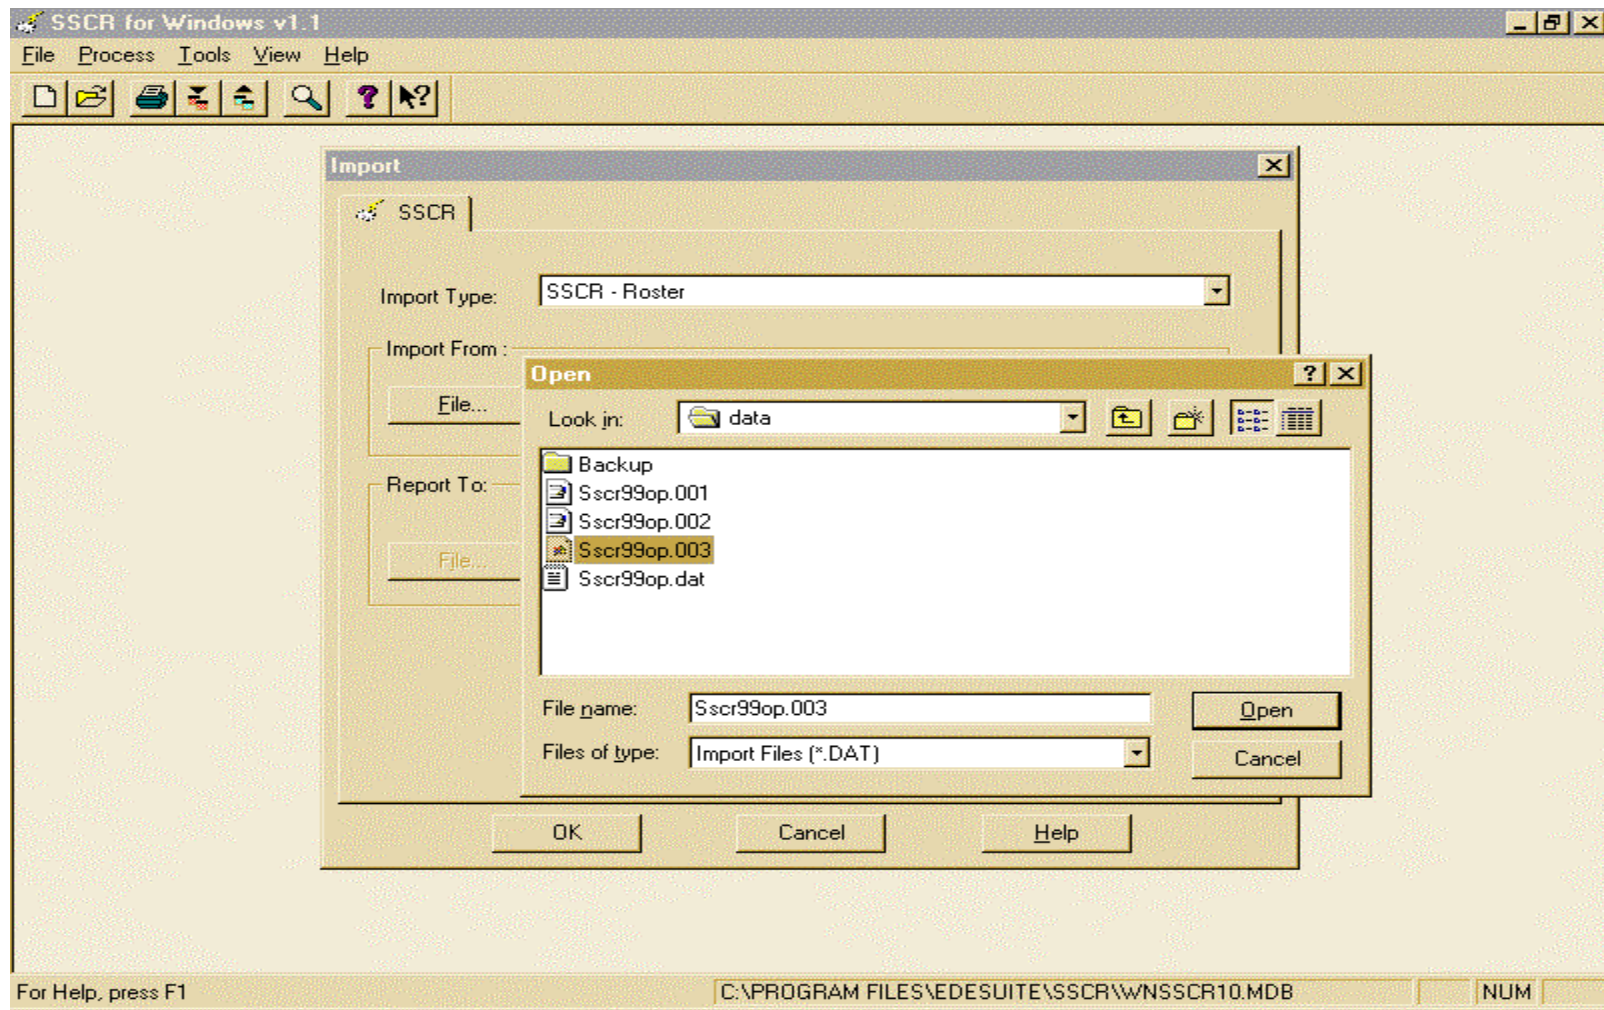 SSCR for Windows v1.1
File Process Tools View Help
Import
SSCR
Import Type: SSCR - Roster
Import From :
File...
Open
Look in: data
Backup
Sscr99op.001
Sscr99op.002
Sscr99op.003
Sscr99op.dat
Report To:
File...
File name: Sscr99op.003 Open
Files of type: Import Files (*.DAT) Cancel
OK Cancel Help
For Help, press F1 C:\PROGRAM FILES\EDESUITE\SSCR\WNSSCR10.MDB NUM